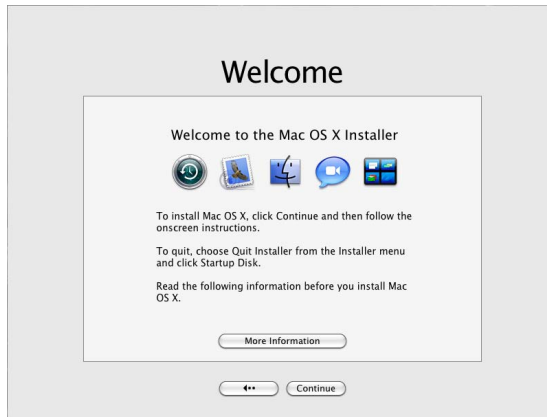 Welcome
Welcome to the Mac OS X Installer
To install Mac OS X, click Continue and then follow the
onscreen instructions.
To quit, choose Quit Installer from the Installer menu
and click Startup Disk.
Read the following information before you install Mac
OS X.
More Information
Continue